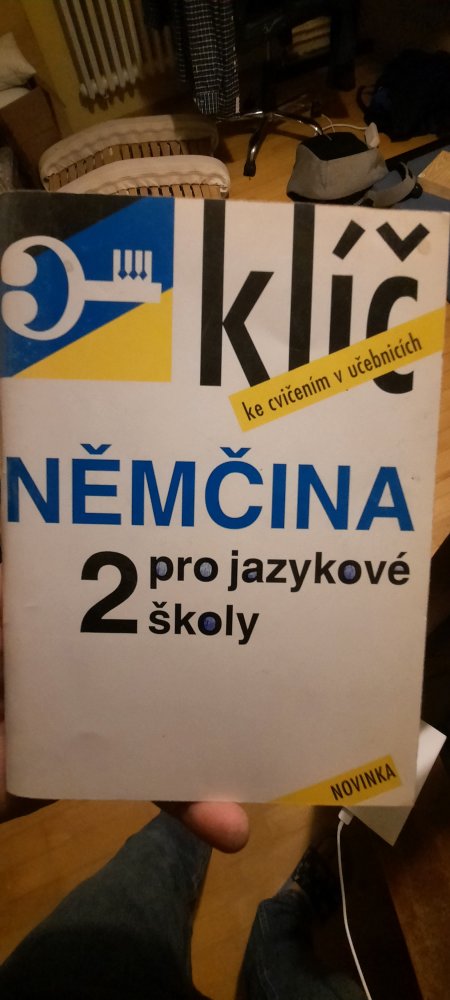 klíč
ke cvičením v učebnicích
NĚMČINA
2 pro jazykové
školy
NOVINKA